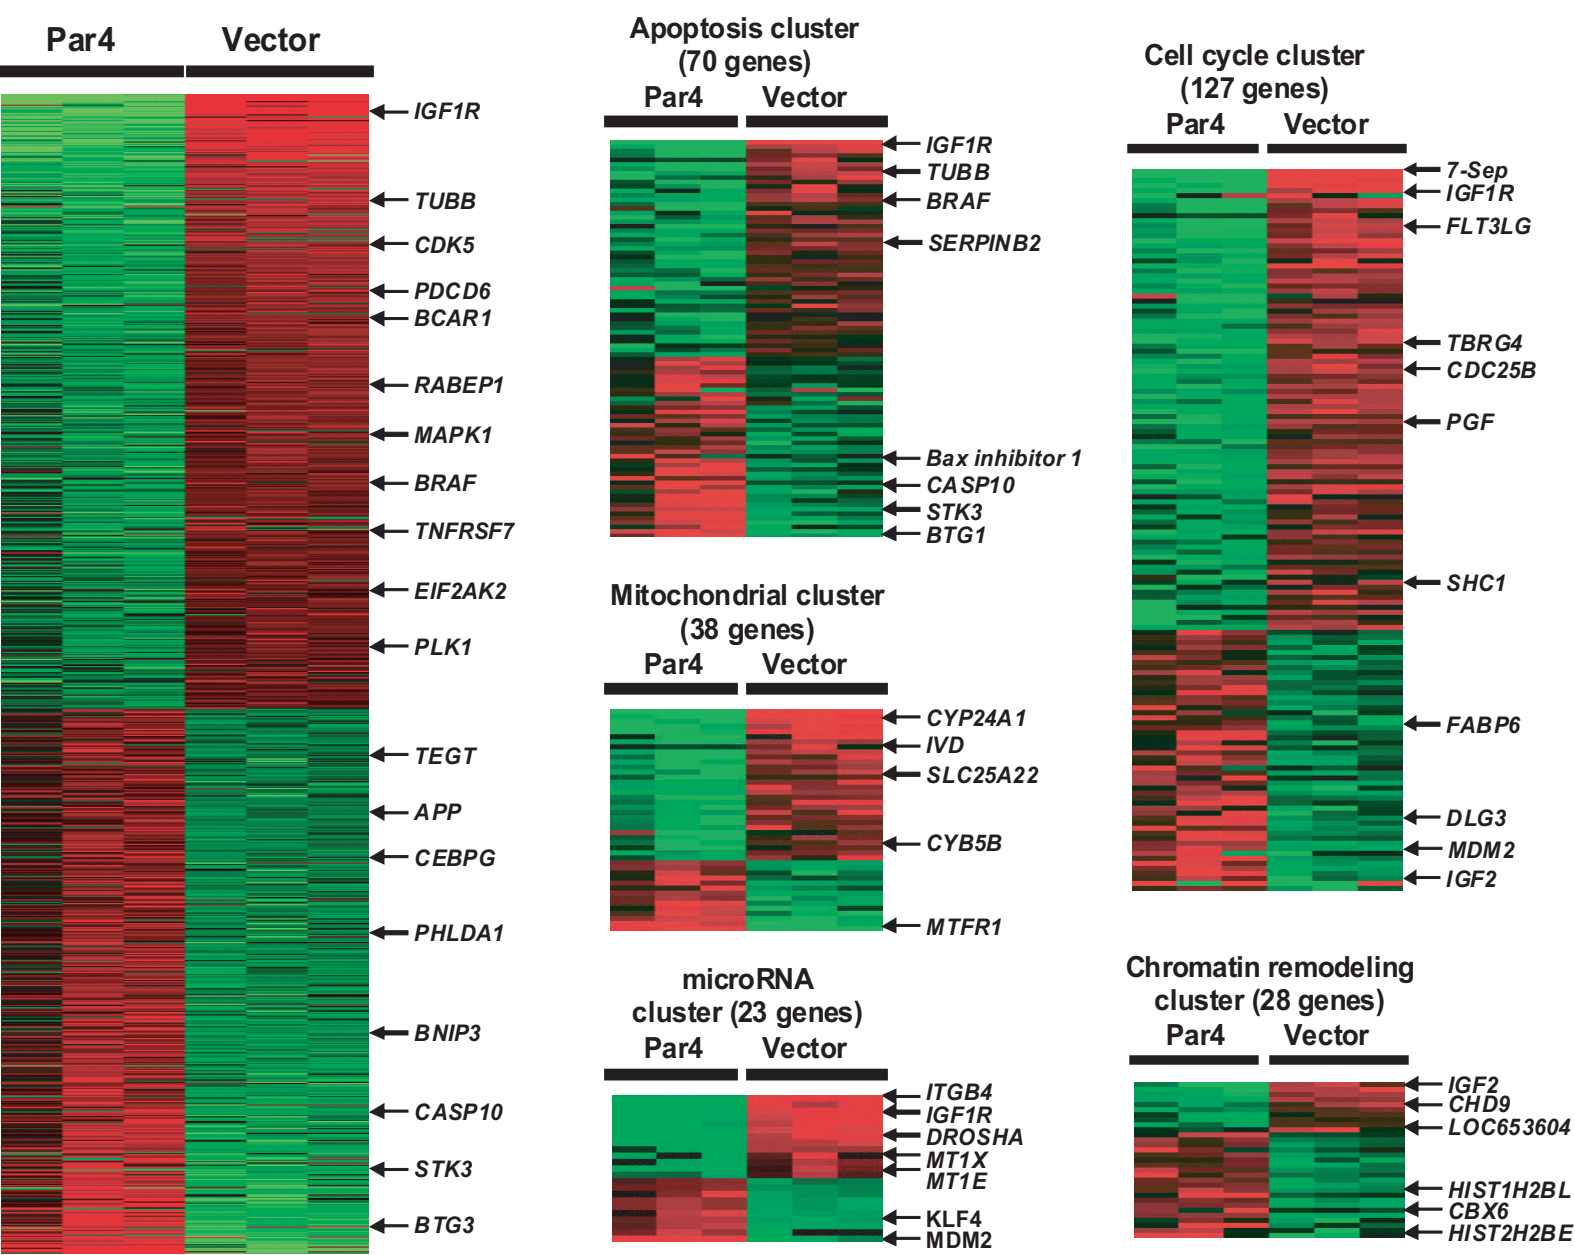 Par4 Vector
IGF1R
TUBB
CDK5
PDCD6
BCAR1
RABEP1
MAPK1
BRAF
TNFRSF7
EIF2AK2
PLK1
TEGT
APP
CEBPG
PHLDA1
BNIP3
CASP10
STK3
BTG3
Apoptosis cluster
(70 genes)
Par4 Vector
IGF1R
TUBB
BRAF
SERPINB2
Bax inhibitor 1
CASP10
STK3
BTG1
Mitochondrial cluster
(38 genes)
Par4 Vector
CYP24A1
IVD
SLC25A22
CYB5B
MTFR1
microRNA
cluster (23 genes)
Par4 Vector
ITGB4
IGF1R
DROSHA
MT1X
MT1E
KLF4
MDM2
Cell cycle cluster
(127 genes)
Par4 Vector
7-Sep
IGF1R
FLT3LG
TBRG4
CDC25B
PGF
SHC1
FABP6
DLG3
MDM2
IGF2
Chromatin remodeling
cluster (28 genes)
Par4 Vector
IGF2
CHD9
LOC653604
HIST1H2BL
CBX6
HIST2H2BE